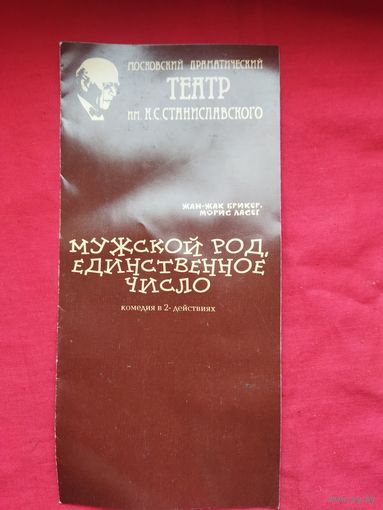 МОСКОВСКИЙ ДРАМАТИЧЕСКИЙ
ТЕАТР
ИМ. К.С. СТАНИСЛАВСКОГО
ЖАН-ЖАК БРИКЕР,
МОРИС ЛАСЕГ
МУЖСКОЙ РОД,
ЕДИНСТВЕННОЕ
ЧИСЛО
комедия в 2- действиях